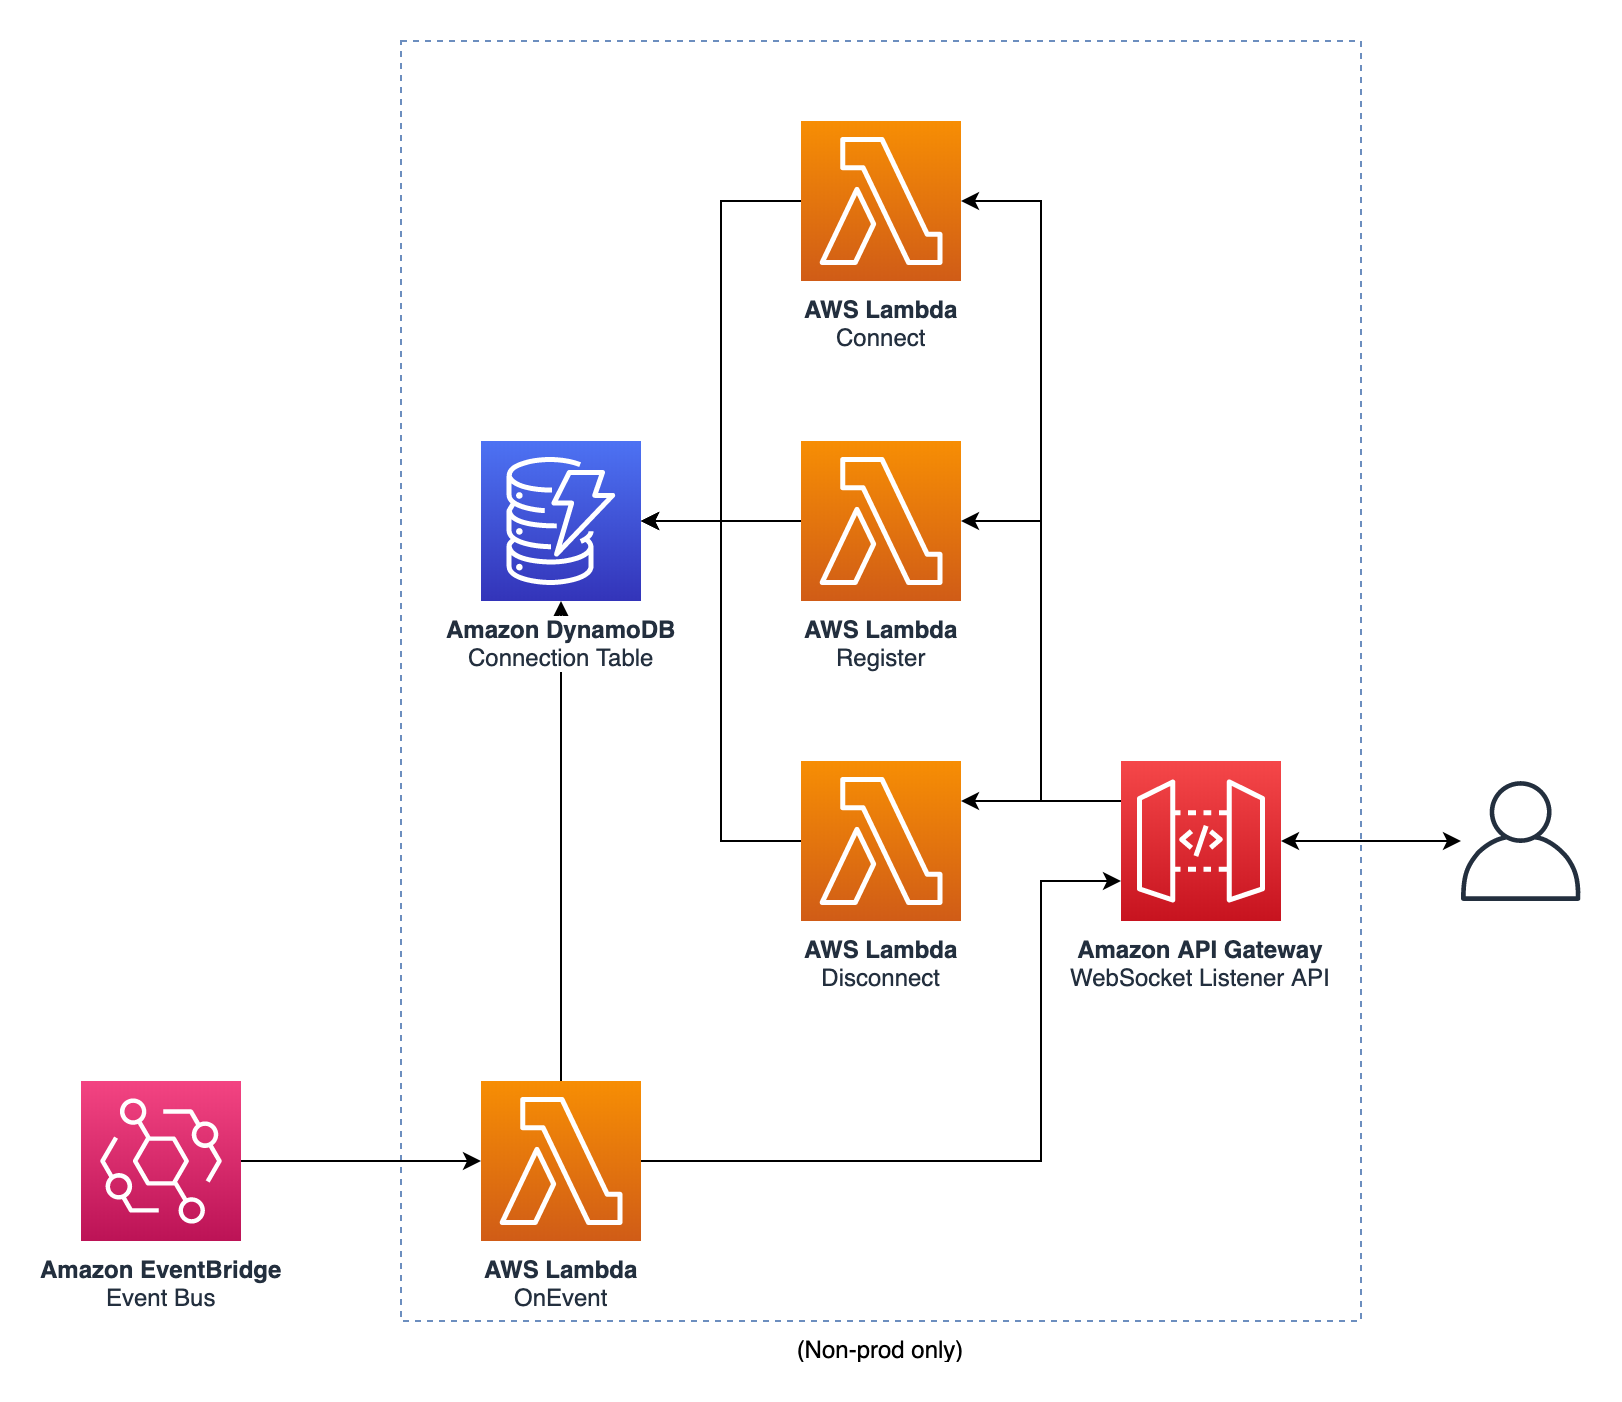 AWS Lambda
Connect
Amazon DynamoDB
Connection Table
AWS Lambda
Register
AWS Lambda
Disconnect
</>
Amazon API Gateway
WebSocket Listener API
Amazon EventBridge
Event Bus
AWS Lambda
OnEvent
(Non-prod only)